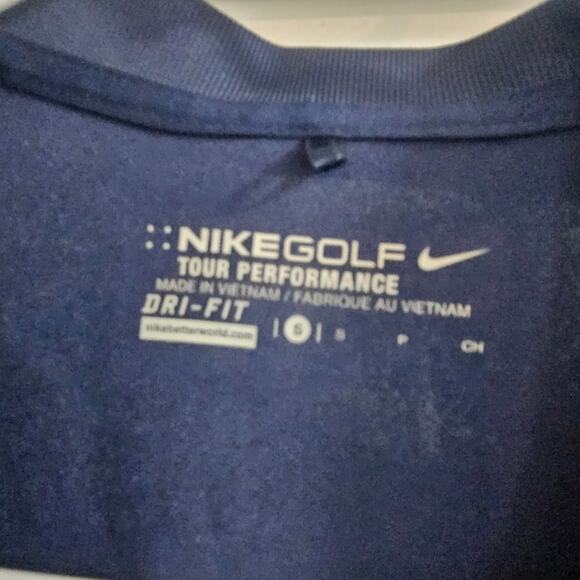 NIKEGOLF
TOUR PERFORMANCE
MADE IN VIETNAM / FABRIQUE AU VIETNAM
DRI-FIT
nikebetterworld.com | S | S P CH